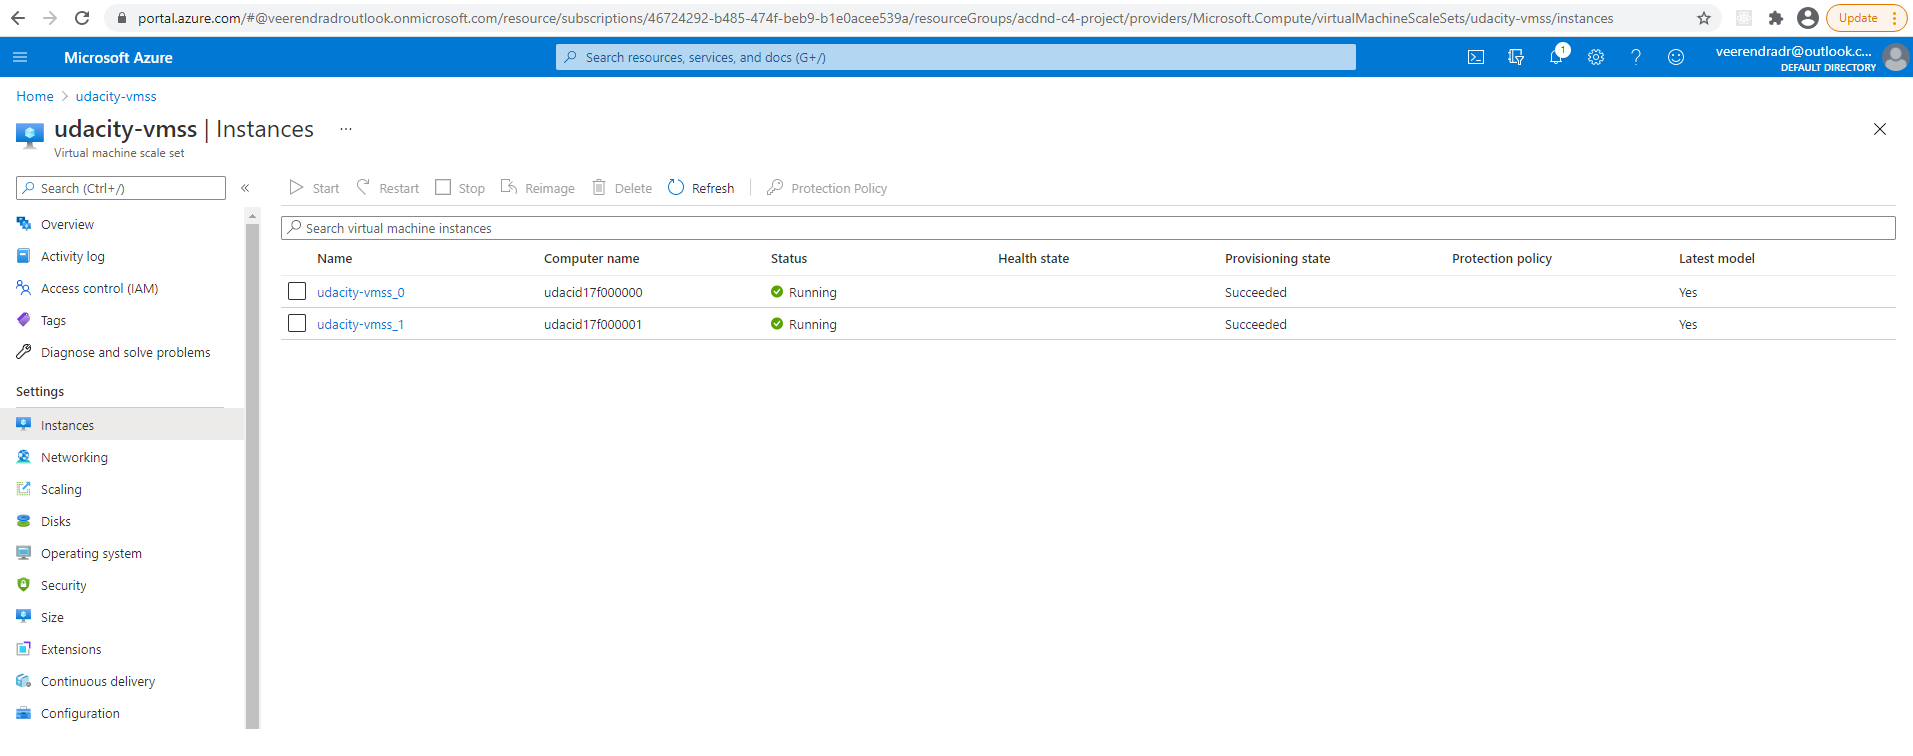 portal.azure.com/#@veerendradroutlook.onmicrosoft.com/resource/subscriptions/46724292-b485-474f-beb9-b1e0acee539a/resourceGroups/acdnd-c4-project/providers/Microsoft.Compute/virtualMachineScaleSets/udacity-vmss/instances
Update
Microsoft Azure
Search resources, services, and docs (G+/)
1
veerendradr@outlook.c...
DEFAULT DIRECTORY
Home > udacity-vmss
udacity-vmss | Instances ...
Virtual machine scale set
Search (Ctrl+/)
«
Overview
Activity log
Access control (IAM)
Tags
Diagnose and solve problems
Settings
Instances
Networking
Scaling
Disks
Operating system
Security
Size
Extensions
Continuous delivery
Configuration
Start Restart Stop Reimage Delete Refresh Protection Policy
Search virtual machine instances
Name Computer name Status Health state Provisioning state Protection policy Latest model
udacity-vmss_0 udacid17f000000 Running Succeeded Yes
udacity-vmss_1 udacid17f000001 Running Succeeded Yes